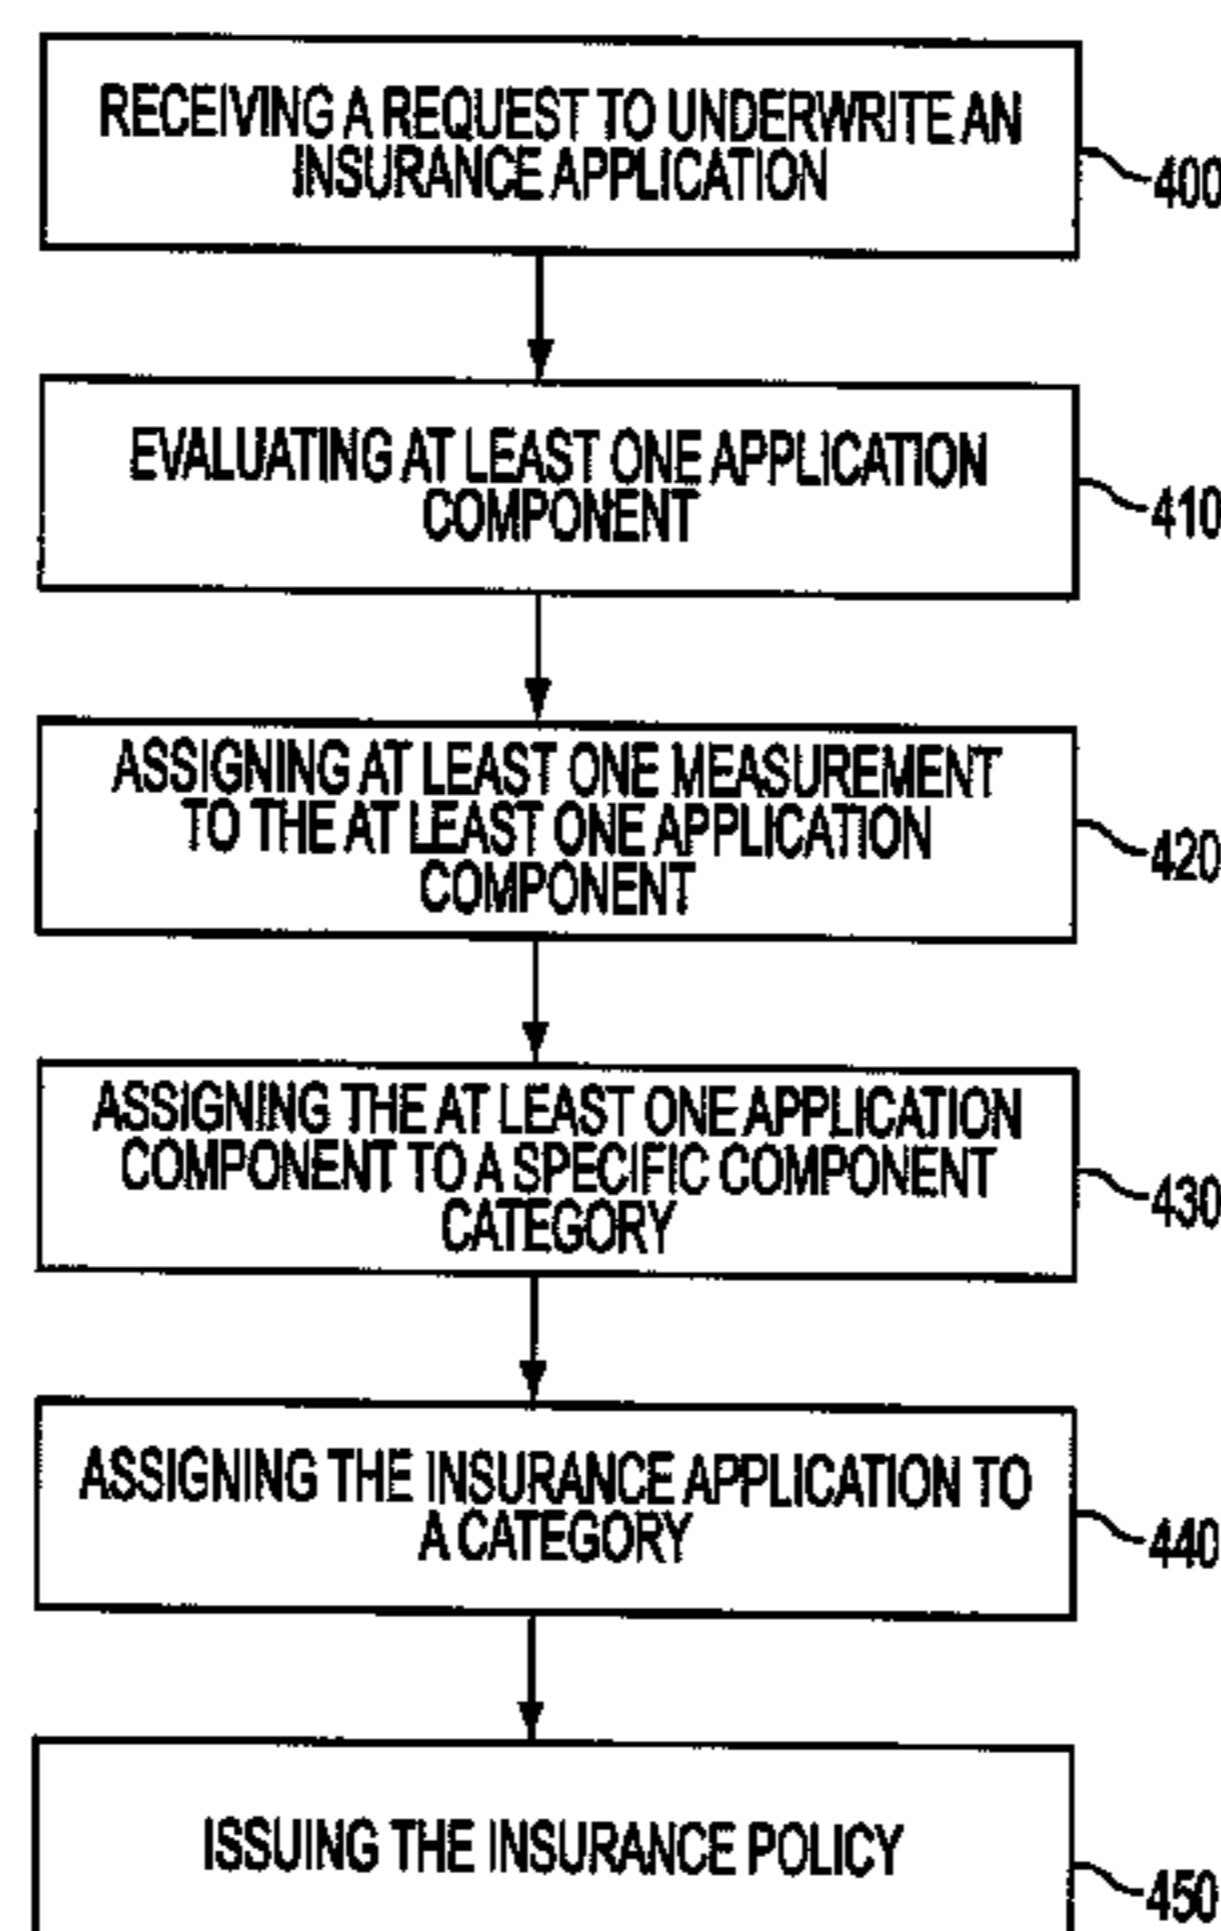 RECEIVING A REQUEST TO UNDERWRITE AN
INSURANCE APPLICATION
400
EVALUATING AT LEAST ONE APPLICATION
COMPONENT
410
ASSIGNING AT LEAST ONE MEASUREMENT
TO THE AT LEAST ONE APPLICATION
COMPONENT
420
ASSIGNING THE AT LEAST ONE APPLICATION
COMPONENT TO A SPECIFIC COMPONENT
CATEGORY
430
ASSIGNING THE INSURANCE APPLICATION TO
A CATEGORY
440
ISSUING THE INSURANCE POLICY
450